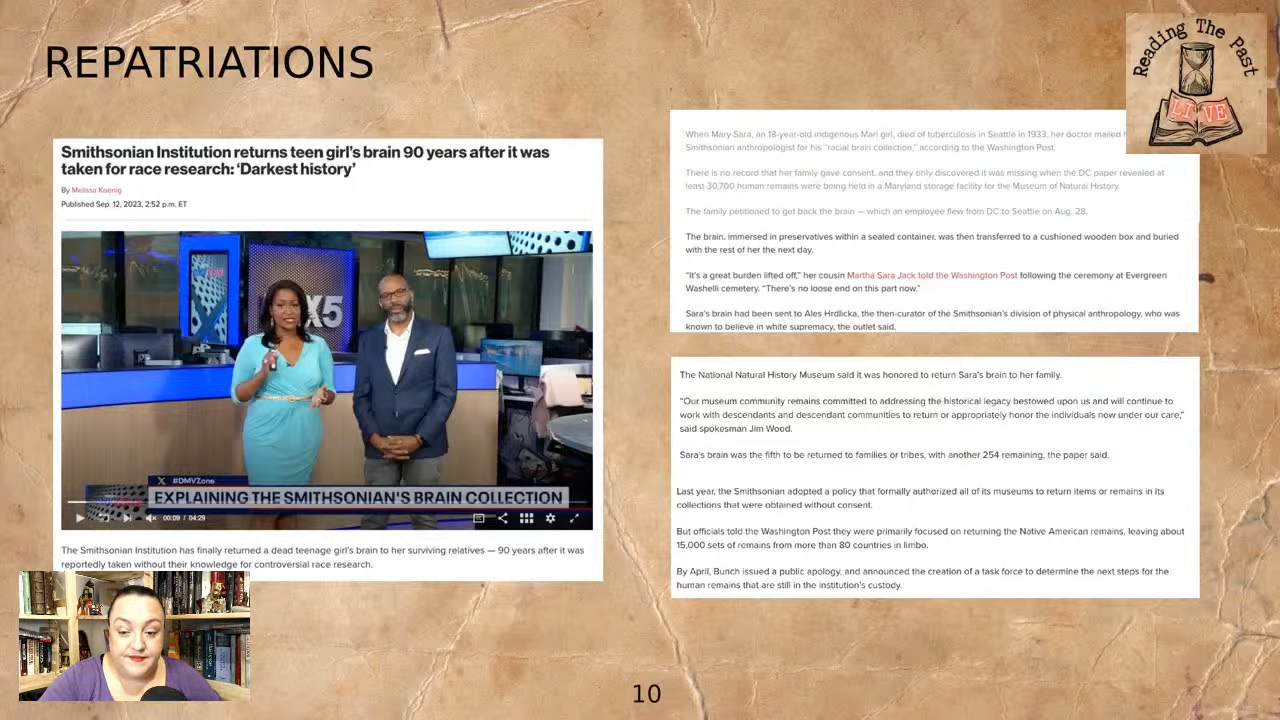 REPATRIATIONS
Reading The Past
LIVE
Smithsonian Institution returns teen girl's brain 90 years after it was
taken for race research: 'Darkest history'
By Melissa Koenig
Published Sep. 12, 2023, 2:52 p.m. ET
X5
X #DMVZone
EXPLAINING THE SMITHSONIAN'S BRAIN COLLECTION
00:09 / 04:29
The Smithsonian Institution has finally returned a dead teenage girl's brain to her surviving relatives — 90 years after it was
reportedly taken without their knowledge for controversial race research.
When Mary Sara, an 18-year-old indigenous Mari girl, died of tuberculosis in Seattle in 1933, her doctor mailed
Smithsonian anthropologist for his "racial brain collection," according to the Washington Post.
There is no record that her family gave consent, and they only discovered it was missing when the DC paper revealed at
least 30,700 human remains were being held in a Maryland storage facility for the Museum of Natural History.
The family petitioned to get back the brain — which an employee flew from DC to Seattle on Aug. 28.
The brain, immersed in preservatives within a sealed container, was then transferred to a cushioned wooden box and buried
with the rest of her the next day.
"It's a great burden lifted off," her cousin Martha Sara Jack told the Washington Post following the ceremony at Evergreen
Washelli cemetery. "There's no loose end on this part now."
Sara's brain had been sent to Ales Hrdlicka, the then-curator of the Smithsonian's division of physical anthropology, who was
known to believe in white supremacy, the outlet said.
The National Natural History Museum said it was honored to return Sara's brain to her family.
"Our museum community remains committed to addressing the historical legacy bestowed upon us and will continue to
work with descendants and descendant communities to return or appropriately honor the individuals now under our care,"
said spokesman Jim Wood.
Sara's brain was the fifth to be returned to families or tribes, with another 254 remaining, the paper said.
Last year, the Smithsonian adopted a policy that formally authorized all of its museums to return items or remains in its
collections that were obtained without consent.
But officials told the Washington Post they were primarily focused on returning the Native American remains, leaving about
15,000 sets of remains from more than 80 countries in limbo.
By April, Bunch issued a public apology, and announced the creation of a task force to determine the next steps for the
human remains that are still in the institution's custody.
10